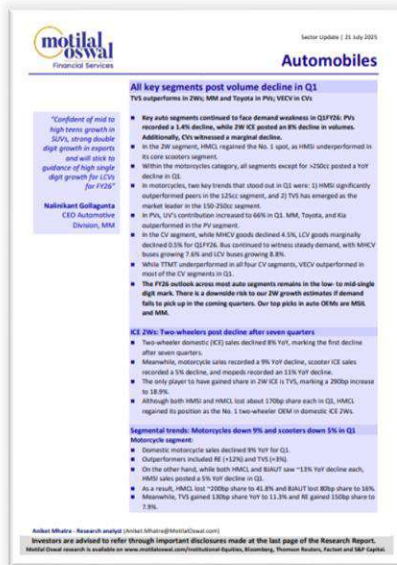 Sector Update | 21 July 2025
motilal
oswal
Financial Services
Automobiles
All key segments post volume decline in Q1
TVS outperforms in 2Ws; MM and Toyota in PVs; VECV in CVs
"Confident of mid to
high teens growth in
SUVs, strong double
digit growth in exports
and will stick to
guidance of high single
digit growth for LCVs
for FY26"
Nalinikant Gollagunta
CEO Automotive
Division, MM
Key auto segments continued to face demand weakness in Q1FY26: PVs
recorded a 1.4% decline, while 2W ICE posted an 8% decline in volumes.
Additionally, CVs witnessed a marginal decline.
In the 2W segment, HMCL regained the No. 1 spot, as HMSI underperformed in
its core scooters segment.
Within the motorcycle category, all segments except for >250cc posted a YoY
decline in Q1.
In motorcycles, two key trends that stood out in Q1 were: 1) HMSI significantly
outperformed peers in the 125cc segment, and 2) TVS has emerged as the
market leader in the 150-250cc segment.
In PVs, UV's contribution increased to 66% in Q1. MM, Toyota, and Kia
outperformed in the PV segment.
In the CV segment, while MHCV goods declined 4.5%, LCV goods marginally
declined 0.5% for Q1FY26. Bus continued to witness steady demand, with MHCV
buses growing 7.6% and LCV buses growing 8.8%.
While TTMT underperformed in all four CV segments, VECV outperformed in
most of the CV segments in Q1.
The FY26 outlook across most auto segments remains in the low- to mid-single
digit mark. There is a downside risk to our 2W growth estimates if demand
fails to pick up in the coming quarters. Our top picks in auto OEMs are MSIL
and MM.
ICE 2Ws: Two-wheelers post decline after seven quarters
Two-wheeler domestic (ICE) sales declined 8% YoY, marking the first decline
after seven quarters.
Meanwhile, motorcycle sales recorded a 9% YoY decline, scooter ICE sales
recorded a 5% decline, and mopeds recorded an 11% YoY decline.
The only player to have gained share in 2W ICE is TVS, marking a 290bp increase
to 18.9%.
Although both HMSI and HMCL lost about 170bp share each in Q1, HMCL
regained its position as the No. 1 two-wheeler OEM in domestic ICE 2Ws.
Segmental trends: Motorcycles down 9% and scooters down 5% in Q1
Motorcycle segment:
Domestic motorcycle sales declined 9% YoY for Q1.
Outperformers included RE (+12%) and TVS (+3%).
On the other hand, while both HMCL and BJAUT saw ~13% YoY decline each,
HMSI sales posted a 5% YoY decline in Q1.
As a result, HMCL lost ~200bp share to 41.8% and BJAUT lost 80bp share to 16%.
Meanwhile, TVS gained 130bp share YoY to 11.3% and RE gained 150bp share to
7.9%.
Aniket Mhatre - Research analyst (Aniket.Mhatre@MotilalOswal.com)
Investors are advised to refer through important disclosures made at the last page of the Research Report.
Motilal Oswal research is available on www.motilaloswal.com/Institutional-Equities, Bloomberg, Thomson Reuters, Factset and S&P Capital.